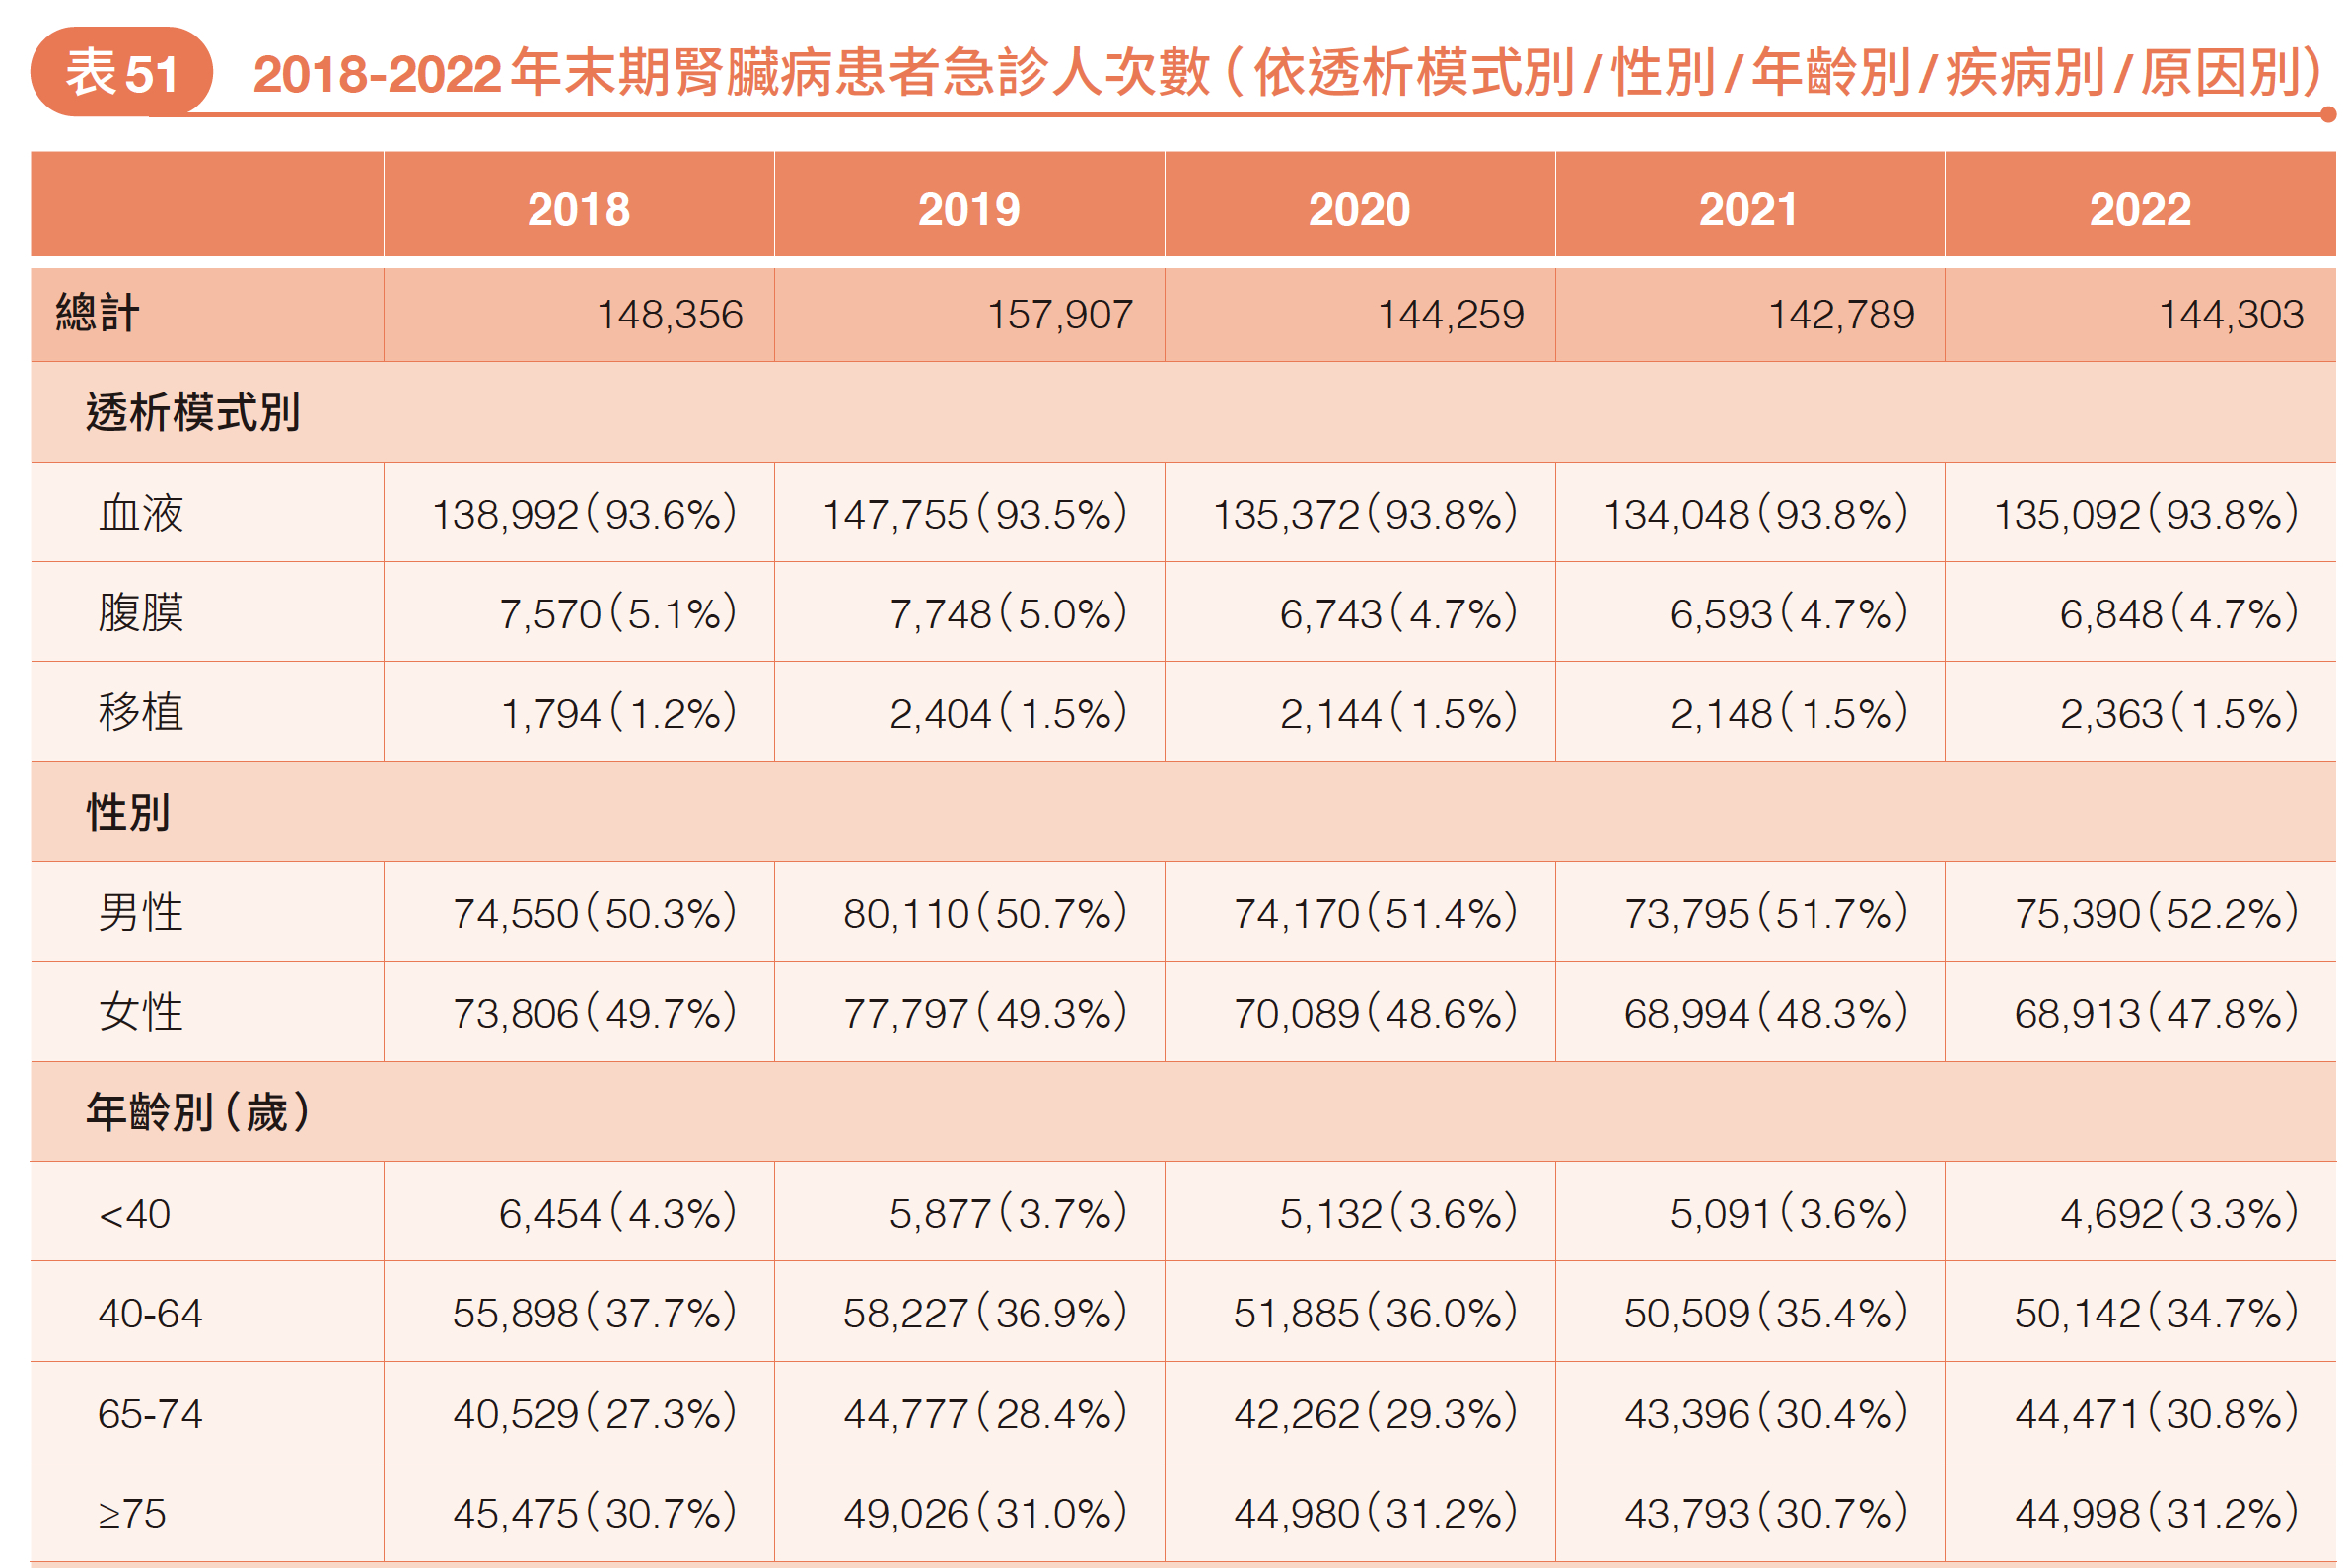 表51 2018-2022年末期腎臟病患者急診人次數（依透析模式別/性別/年齡別/疾病別/原因別）
2018 2019 2020 2021 2022
總計 148,356 157,907 144,259 142,789 144,303
透析模式別
血液 138,992（93.6%） 147,755（93.5%） 135,372（93.8%） 134,048（93.8%） 135,092（93.8%）
腹膜 7,570（5.1%） 7,748（5.0%） 6,743（4.7%） 6,593（4.7%） 6,848（4.7%）
移植 1,794（1.2%） 2,404（1.5%） 2,144（1.5%） 2,148（1.5%） 2,363（1.5%）
性別
男性 74,550（50.3%） 80,110（50.7%） 74,170（51.4%） 73,795（51.7%） 75,390（52.2%）
女性 73,806（49.7%） 77,797（49.3%） 70,089（48.6%） 68,994（48.3%） 68,913（47.8%）
年齡別（歲）
<40 6,454（4.3%） 5,877（3.7%） 5,132（3.6%） 5,091（3.6%） 4,692（3.3%）
40-64 55,898（37.7%） 58,227（36.9%） 51,885（36.0%） 50,509（35.4%） 50,142（34.7%）
65-74 40,529（27.3%） 44,777（28.4%） 42,262（29.3%） 43,396（30.4%） 44,471（30.8%）
≥75 45,475（30.7%） 49,026（31.0%） 44,980（31.2%） 43,793（30.7%） 44,998（31.2%）